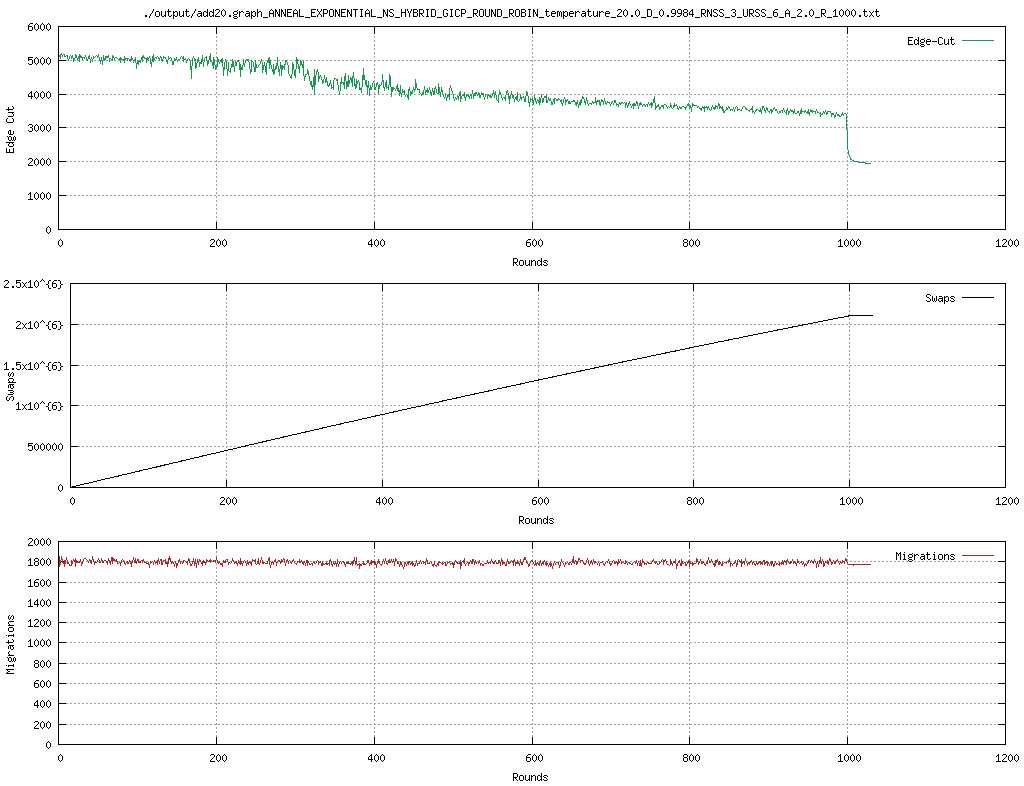 ./output/add20.graph_ANNEAL_EXPONENTIAL_NS_HYBRID_GICP_ROUND_ROBIN_temperature_20.0_D_0.9984_RNSS_3_URSS_6_A_2.0_R_1000.txt
6000
5000
4000
3000
2000
1000
0
Edge Cut
Edge-Cut
0 200 400 600 800 1000 1200
Rounds
2.5x10^{6}
2x10^{6}
1.5x10^{6}
1x10^{6}
500000
0
Swaps
Swaps
0 200 400 600 800 1000 1200
Rounds
2000
1800
1600
1400
1200
1000
800
600
400
200
0
Migrations
Migrations
0 200 400 600 800 1000 1200
Rounds